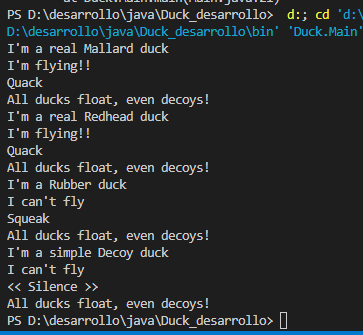 PS D:\desarrollo\java\Duck_desarrollo>  d:; cd 'd:\
D:\desarrollo\java\Duck_desarrollo\bin' 'Duck.Main'
I'm a real Mallard duck
I'm flying!!
Quack
All ducks float, even decoys!
I'm a real Redhead duck
I'm flying!!
Quack
All ducks float, even decoys!
I'm a Rubber duck
I can't fly
Squeak
All ducks float, even decoys!
I'm a simple Decoy duck
I can't fly
<< Silence >>
All ducks float, even decoys!
PS D:\desarrollo\java\Duck_desarrollo>